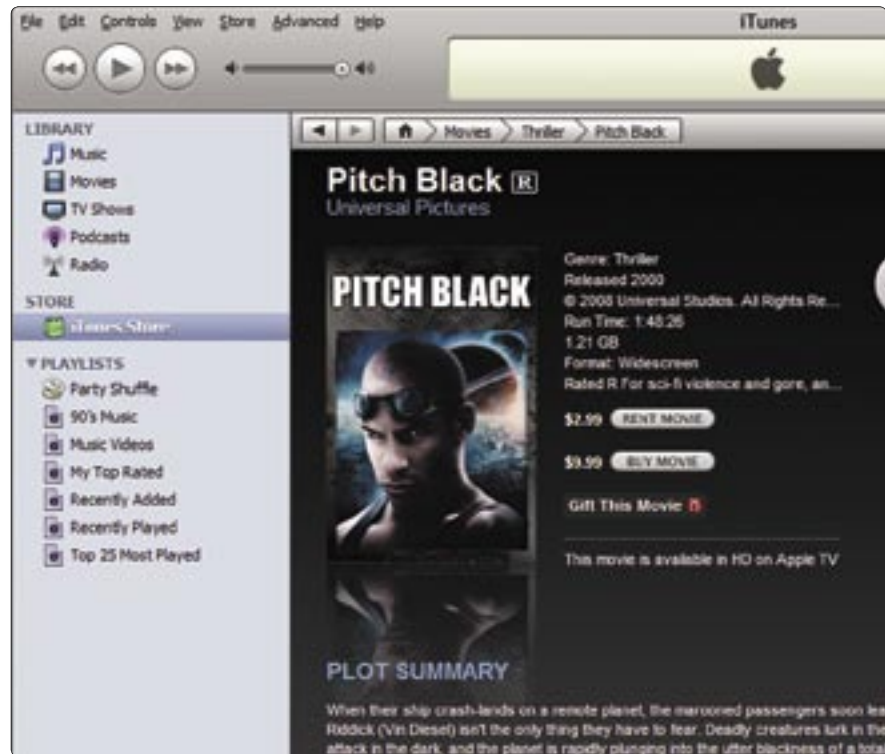 File Edit Controls View Store Advanced Help
iTunes
LIBRARY
Music
Movies
TV Shows
Podcasts
Radio
STORE
iTunes Store
PLAYLISTS
Party Shuffle
90's Music
Music Videos
My Top Rated
Recently Added
Recently Played
Top 25 Most Played
Movies Thriller Pitch Black
Pitch Black R
Universal Pictures
PITCH BLACK
Genre: Thriller
Released 2000
© 2008 Universal Studios. All Rights Re...
Run Time: 1:48:26
1.21 GB
Format: Widescreen
Rated R For sci-fi violence and gore, an...
$2.99 RENT MOVIE
$9.99 BUY MOVIE
Gift This Movie
This movie is available in HD on Apple TV
PLOT SUMMARY
When their ship crash-lands on a remote planet, the marooned passengers soon lea
Riddick (Vin Diesel) isn't the only thing they have to fear. Deadly creatures lurk in the
attack in the dark, and the planet is rapidly plunging into the utter blackness of a